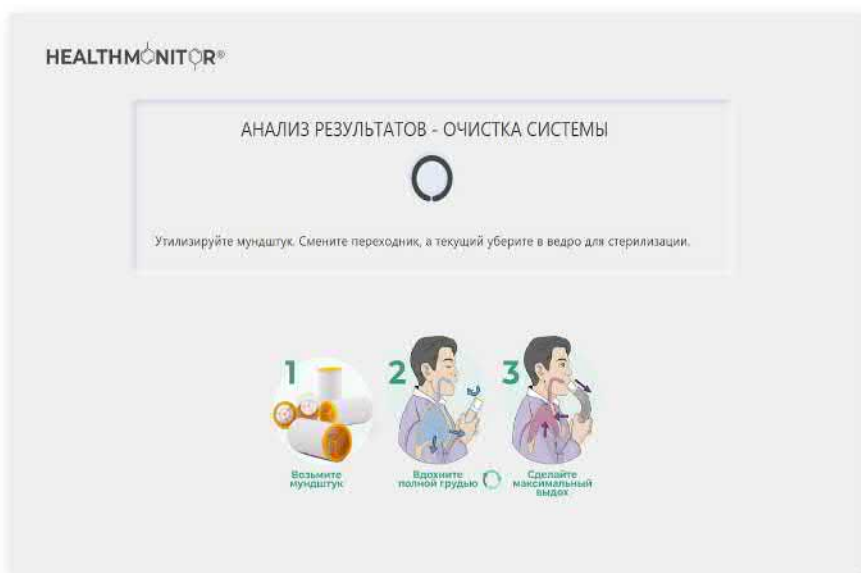 HEALTHMONITOR®
АНАЛИЗ РЕЗУЛЬТАТОВ - ОЧИСТКА СИСТЕМЫ
Утилизируйте мундштук. Смените переходник, а текущий уберите в ведро для стерилизации.
1
2
3
Возьмите
мундштук
Вдохните
полной грудью
Сделайте
максимальный
выдох